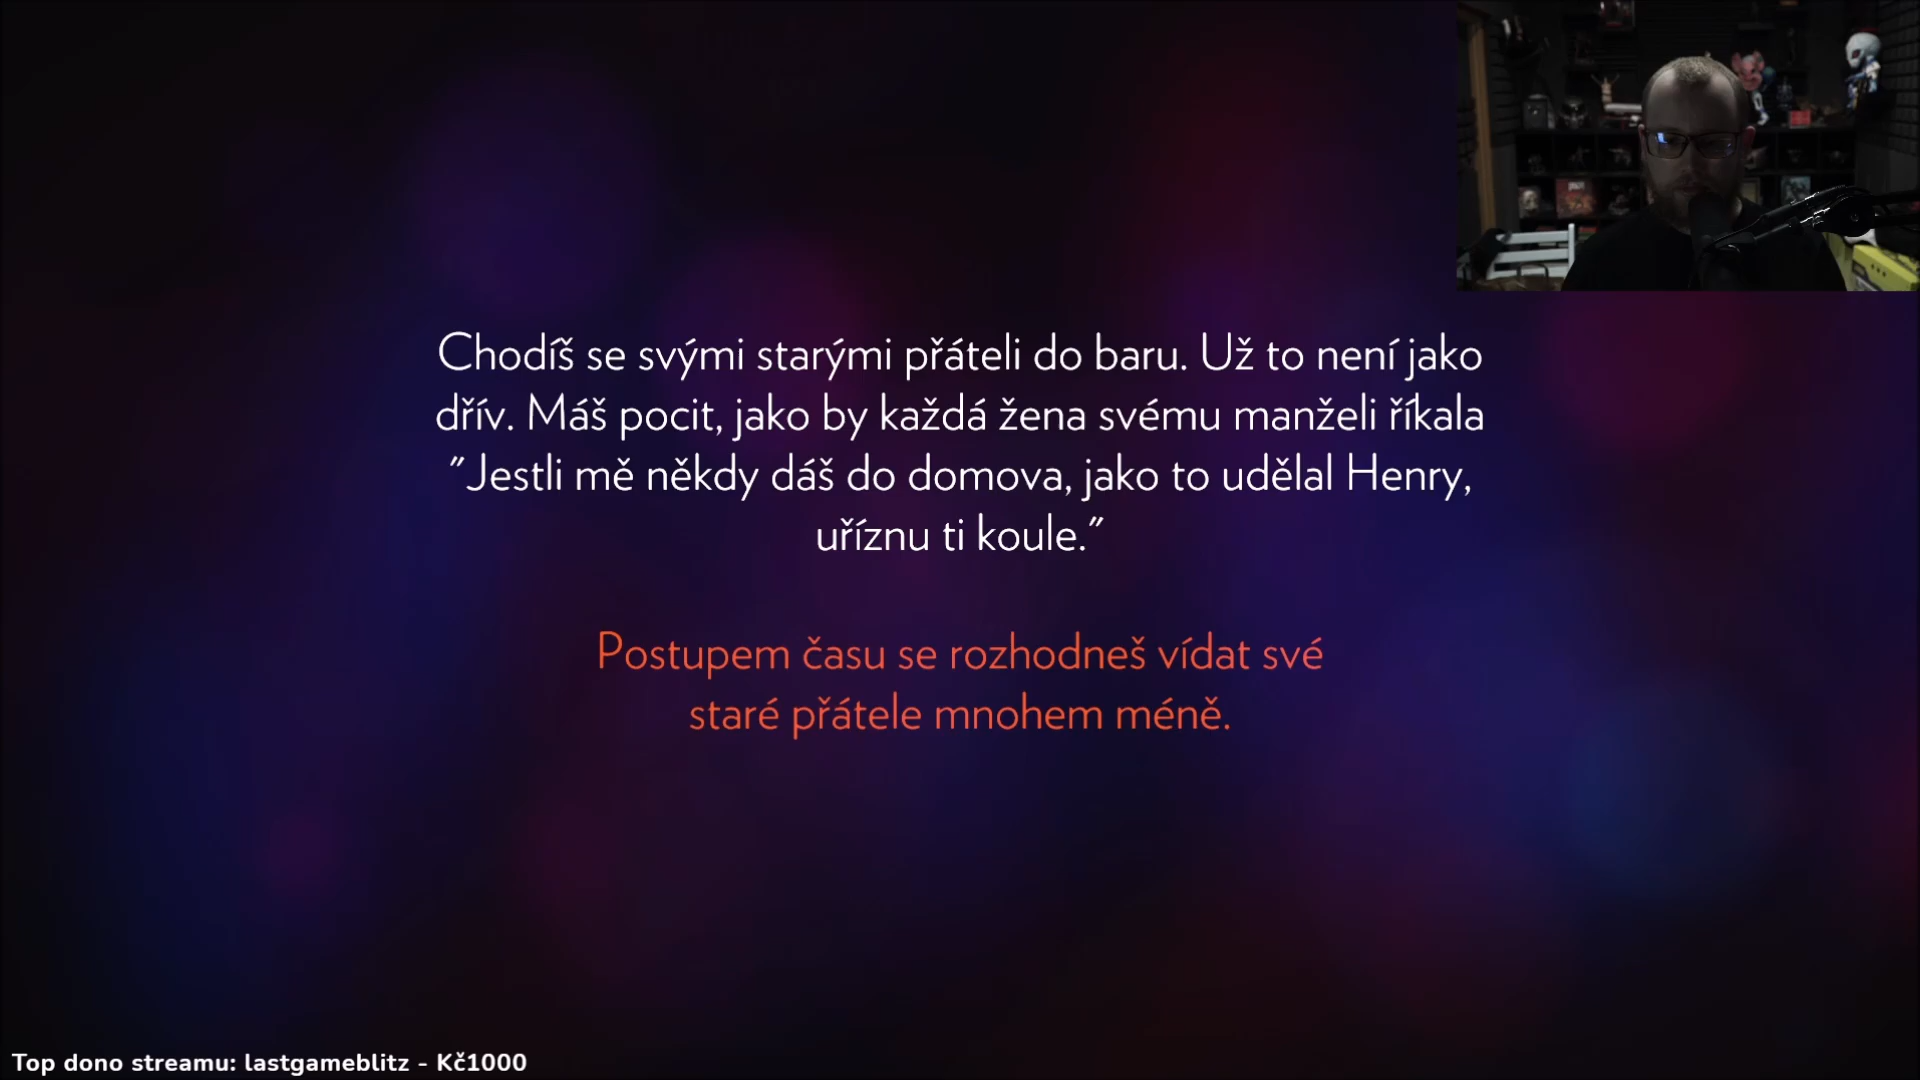 Chodíš se svými starými přáteli do baru. Už to není jako
dřív. Máš pocit, jako by každá žena svému manželi říkala
"Jestli mě někdy dáš do domova, jako to udělal Henry,
uříznu ti koule."
Postupem času se rozhodneš vídat své
staré přátele mnohem méně.
Top dono streamu: lastgameblitz - Kč1000